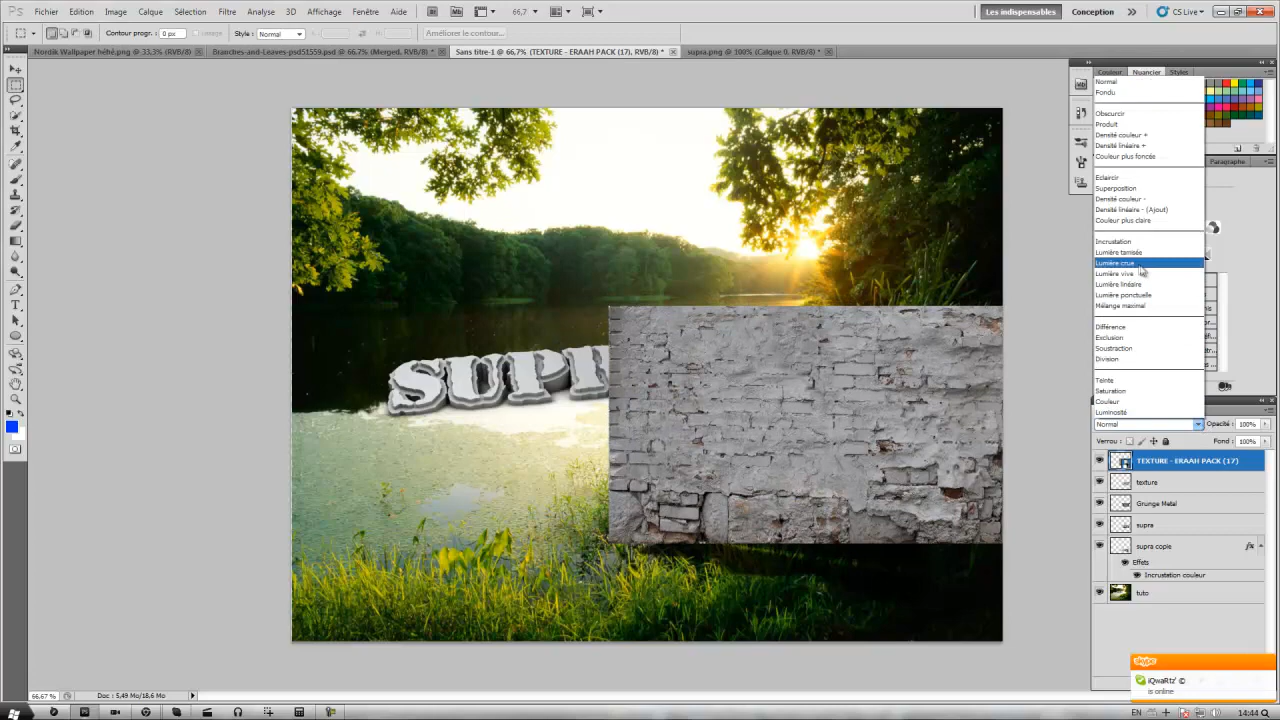 Ps Fichier Edition Image Calque Sélection Filtre Analyse 3D Affichage Fenêtre Aide Br Mb 66,7 Les indispensables Conception CS Live
Contour progr. : 0 px Lissage Style : Normal L : H : Améliorer le contour...
Nordik Wallpaper héhé.png @ 33,3% (RVB/8) Branches-and-Leaves-psd51559.psd @ 66,7% (Merged, RVB/8) * Sans titre-1 @ 66,7% (TEXTURE - ERAAH PACK (17), RVB/8) * supra.png @ 100% (Calque 0, RVB/8) *
Couleur Nuancier Styles
Normal
Fondu
Obscurcir
Produit
Densité couleur +
Densité linéaire +
Couleur plus foncée
Paragraphe
Eclaircir
Superposition
Densité couleur -
Densité linéaire - (Ajout)
Couleur plus claire
Incrustation
Lumière tamisée
Lumière crue
Lumière vive
Lumière linéaire
Lumière ponctuelle
Mélange maximal
Différence
Exclusion
Soustraction
Division
Teinte
Saturation
Couleur
Luminosité
SUP
Normal Opacité : 100%
Verrou : Fond : 100%
TEXTURE - ERAAH PACK (17)
texture
Grunge Metal
supra
supra copie fx
Effets
Incrustation couleur
tuto
skype
iQwaRtz' ©
is online
66,67 % Doc : 5,49 Mo/18,6 Mo
EN 14:44